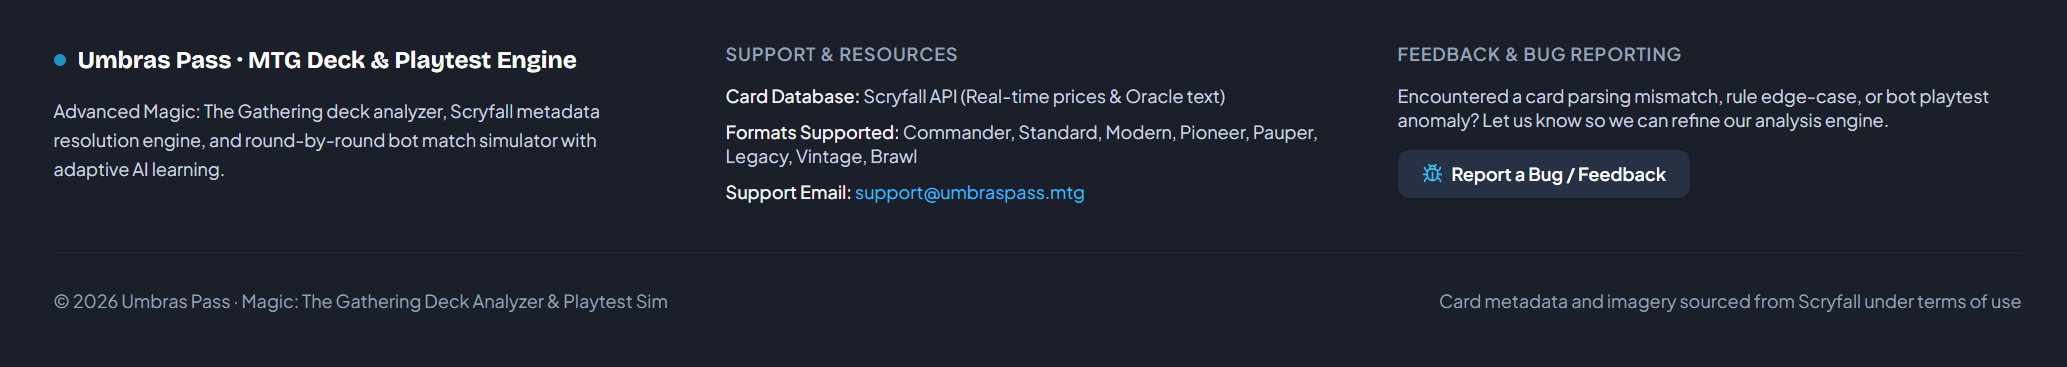 Umbras Pass · MTG Deck & Playtest Engine
Advanced Magic: The Gathering deck analyzer, Scryfall metadata
resolution engine, and round-by-round bot match simulator with
adaptive AI learning.
SUPPORT & RESOURCES
Card Database: Scryfall API (Real-time prices & Oracle text)
Formats Supported: Commander, Standard, Modern, Pioneer, Pauper,
Legacy, Vintage, Brawl
Support Email: support@umbraspass.mtg
FEEDBACK & BUG REPORTING
Encountered a card parsing mismatch, rule edge-case, or bot playtest
anomaly? Let us know so we can refine our analysis engine.
Report a Bug / Feedback
© 2026 Umbras Pass · Magic: The Gathering Deck Analyzer & Playtest Sim
Card metadata and imagery sourced from Scryfall under terms of use